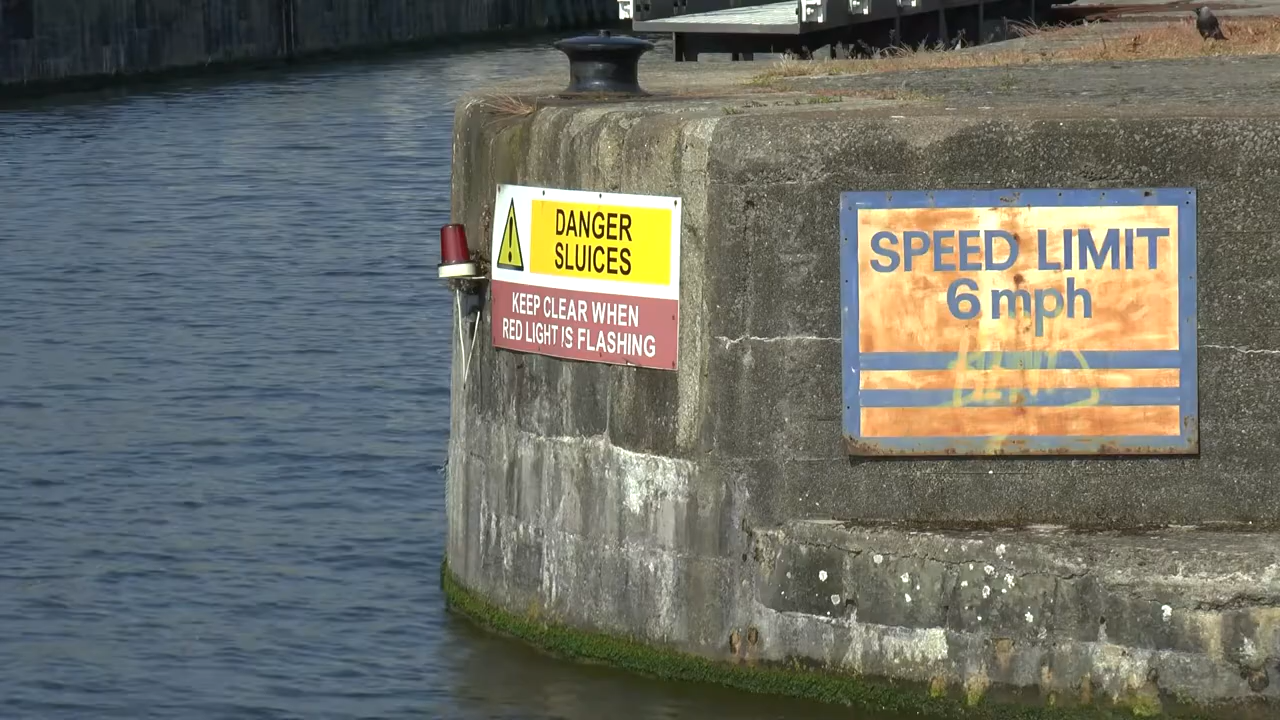 DANGER
SLUICES
KEEP CLEAR WHEN
RED LIGHT IS FLASHING
SPEED LIMIT
6 mph